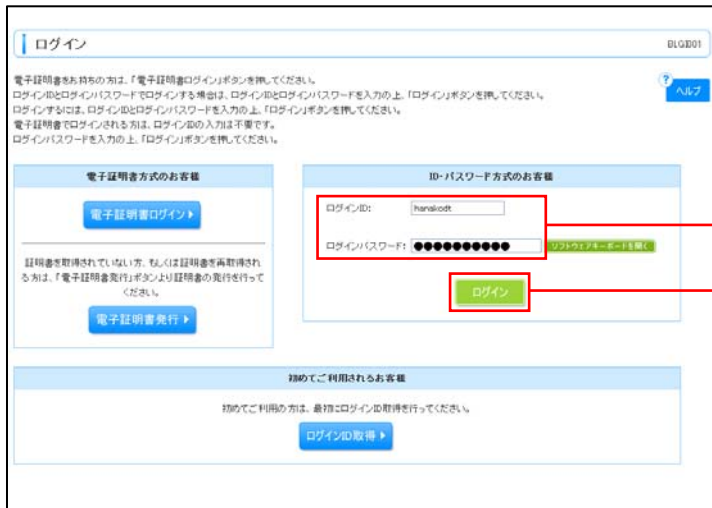 ログイン
BLGI001
電子証明書をお持ちの方は、「電子証明書ログイン」ボタンを押してください。
ログインIDとログインパスワードでログインする場合は、ログインIDとログインパスワードを入力の上、「ログイン」ボタンを押してください。
ログインするには、ログインIDとログインパスワードを入力の上、「ログイン」ボタンを押してください。
電子証明書でログインされる方は、ログインIDの入力は不要です。
ログインパスワードを入力の上、「ログイン」ボタンを押してください。
? ヘルプ
電子証明書方式のお客様
電子証明書ログイン
証明書を取得されていない方、もしくは証明書を再取得され
る方は、「電子証明書発行」ボタンより証明書の発行を行って
ください。
電子証明書発行
ID・パスワード方式のお客様
ログインID: hanakodt
ログインパスワード: ●●●●●●●●●● ソフトウェアキーボードを開く
ログイン
初めてご利用されるお客様
初めてご利用の方は、最初にログインID取得を行ってください。
ログインID取得